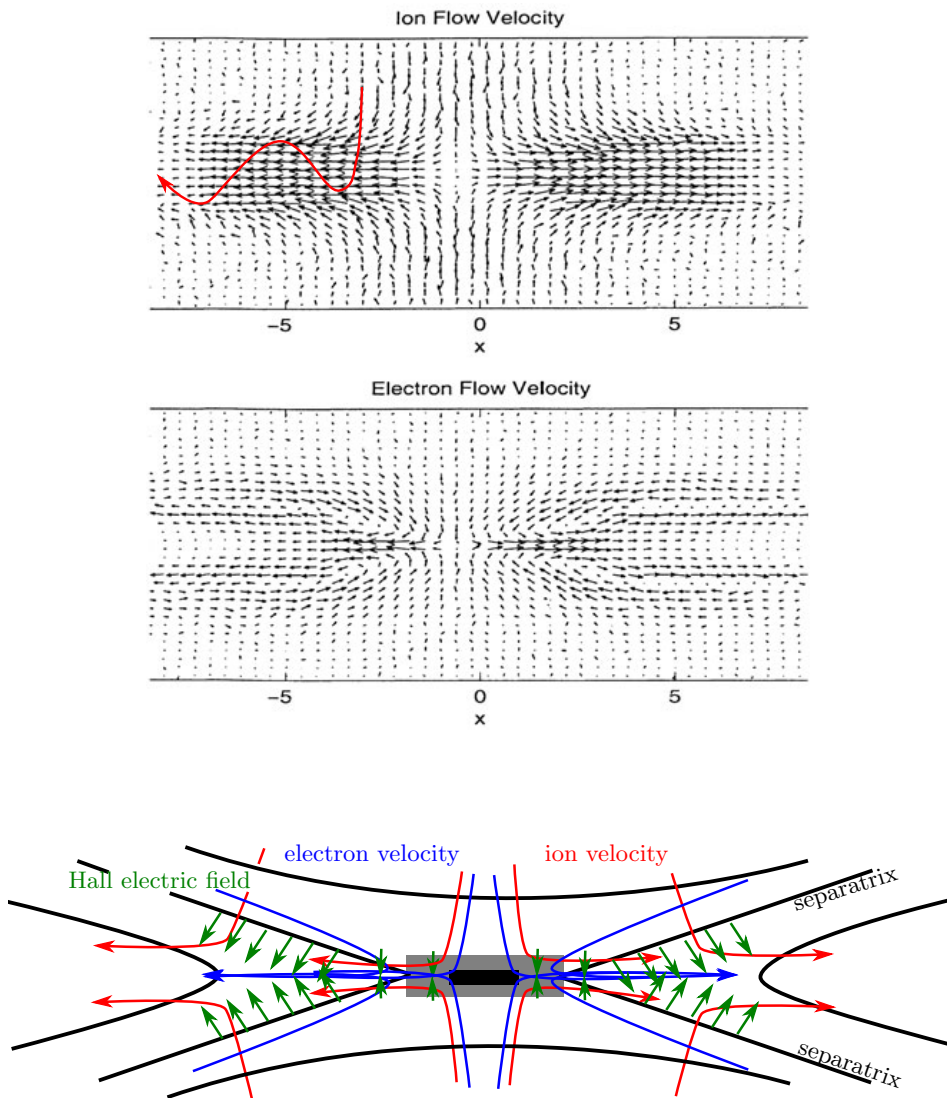 Ion Flow Velocity
-5 0 5
x
Electron Flow Velocity
-5 0 5
x
electron velocity ion velocity
Hall electric field
separatrix
separatrix